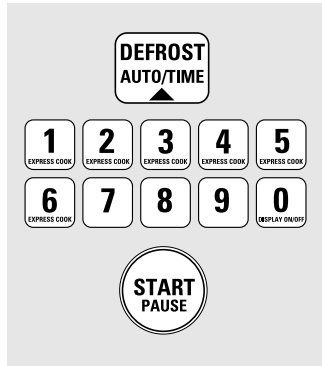 DEFROST
AUTO/TIME
1 2 3 4 5
EXPRESS COOK EXPRESS COOK EXPRESS COOK EXPRESS COOK EXPRESS COOK
6 7 8 9 0
EXPRESS COOK DISPLAY ON/OFF
START
PAUSE